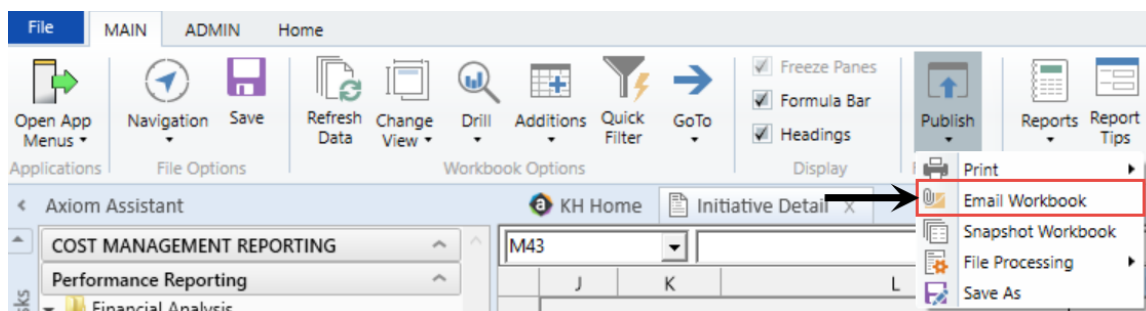 File MAIN ADMIN Home
Open App Menus
Navigation
Save
Refresh Data
Change View
Drill
Additions
Quick Filter
GoTo
Freeze Panes
Formula Bar
Headings
Publish
Reports
Report Tips
Applications File Options Workbook Options Display
Print
Email Workbook
Snapshot Workbook
File Processing
Save As
Axiom Assistant
KH Home Initiative Detail
COST MANAGEMENT REPORTING
M43
Performance Reporting
J K L
Financial Analysis